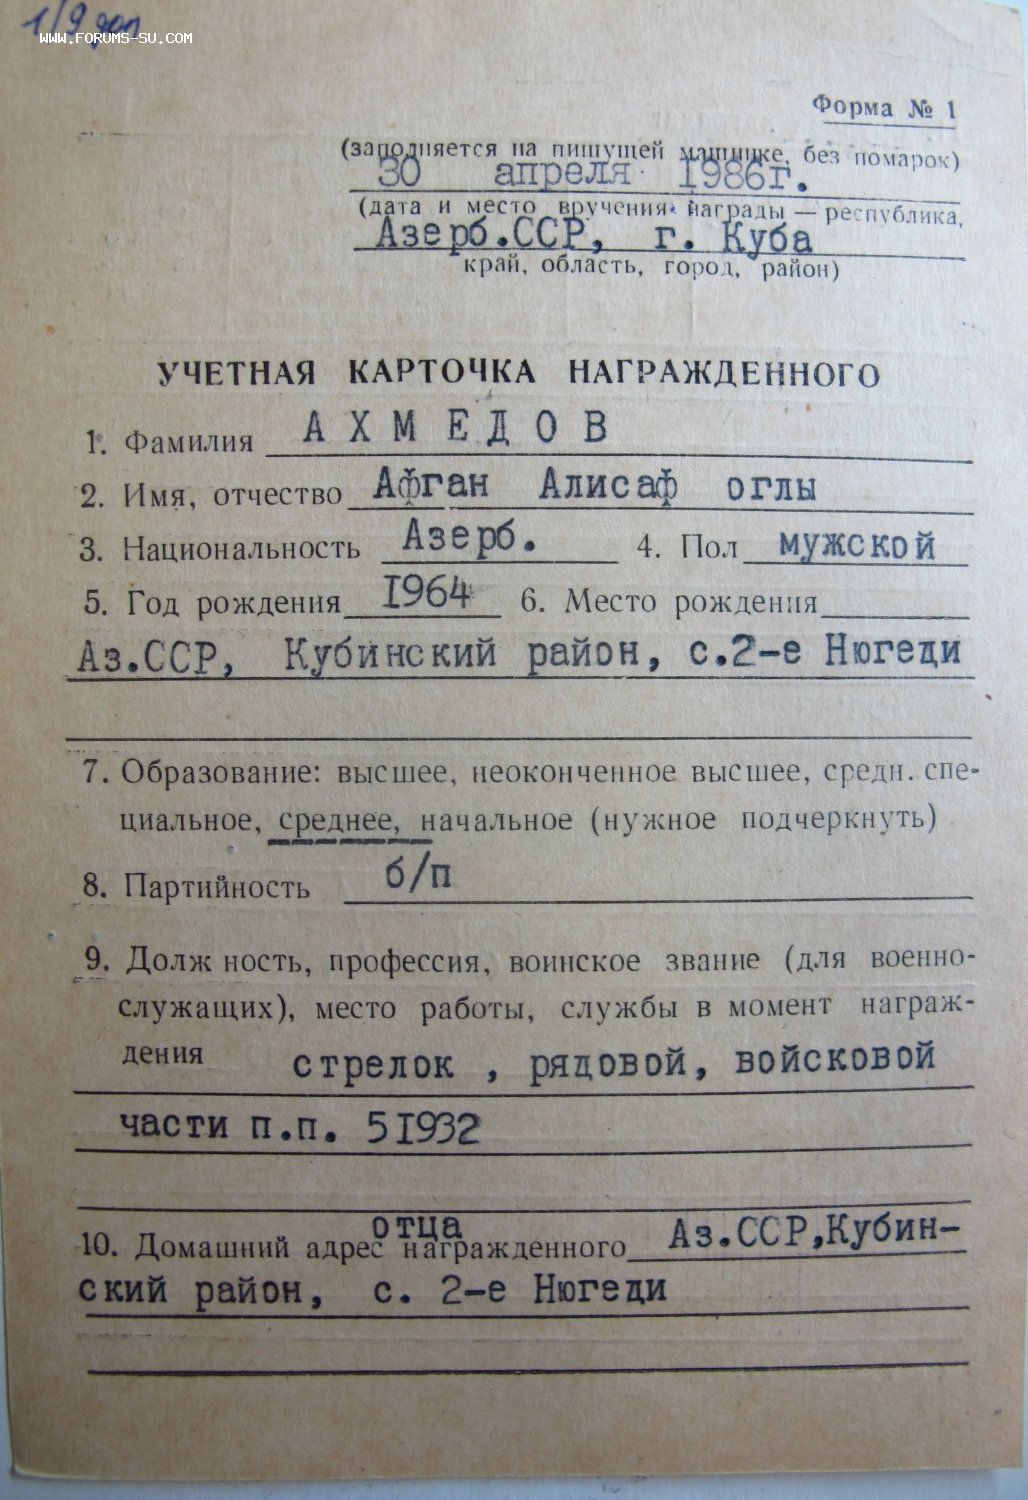 1/9 доп
WWW.FORUMS-SU.COM
Форма № 1
(заполняется на пишущей машинке, без помарок)
30 апреля 1986г.
(дата и место вручения награды — республика,
Азерб.ССР, г. Куба
край, область, город, район)
УЧЕТНАЯ КАРТОЧКА НАГРАЖДЕННОГО
1. Фамилия АХМЕДОВ
2. Имя, отчество Афган Алисаф оглы
3. Национальность Азерб. 4. Пол мужской
5. Год рождения 1964 6. Место рождения
Аз.ССР, Кубинский район, с.2-е Нюгеди
7. Образование: высшее, неоконченное высшее, средн. спе-
циальное, среднее, начальное (нужное подчеркнуть)
8. Партийность б/п
9. Должность, профессия, воинское звание (для военно-
служащих), место работы, службы в момент награж-
дения стрелок , рядовой, войсковой
части п.п. 51932
отца
10. Домашний адрес награжденного Аз.ССР,Кубин-
ский район, с. 2-е Нюгеди